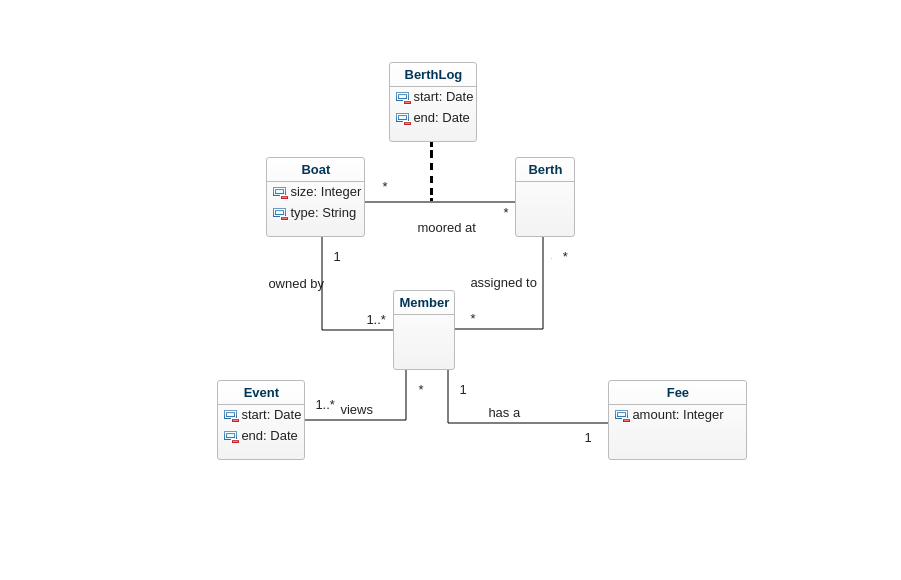 BerthLog
start: Date
end: Date
Boat
size: Integer
type: String
*
Berth
*
moored at
1
owned by
*
assigned to
Member
1..*
*
Event
start: Date
end: Date
1..*
views
*
1
has a
1
Fee
amount: Integer